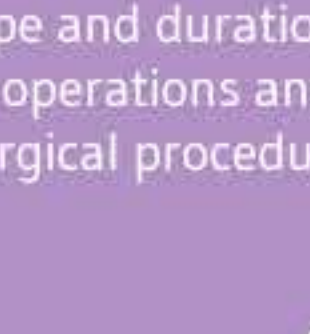 pe and duratio
operations an
rgical procedu